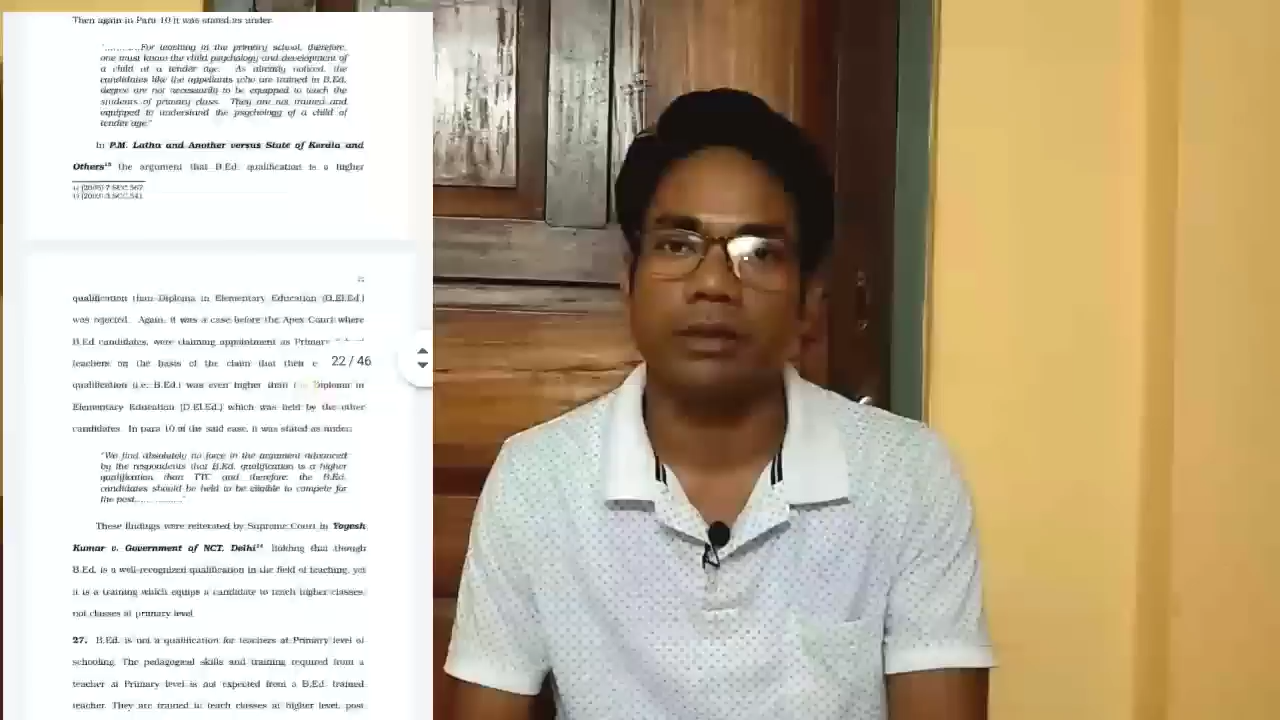 Then again in Para 10 it was stated as under
".........For teaching in the primary school, therefore,
one must know the child psychology and development of
a child at a tender age. As already noticed, the
candidates like the appellants who are trained in B.Ed.
degree are not necessarily to be equipped to teach the
students of primary class. They are not trained and
equipped to understand the psychology of a child of
tender age."
In P.M. Latha and Another versus State of Kerala and
Others the argument that B.Ed. qualification is a higher
qualification than Diploma in Elementary Education (D.El.Ed.)
was rejected. Again, it was a case before the Apex Court where
B.Ed candidates, were claiming appointment as Primary
teachers on the basis of the claim that their
22 / 46
qualification (i.e. B.Ed.) was even higher than Diploma in
Elementary Education (D.El.Ed.) which was held by the other
candidates. In para 10 of the said case, it was stated as under:
"We find absolutely no force in the argument advanced
by the respondents that B.Ed. qualification is a higher
qualification than TTC and therefore the B.Ed.
candidates should be held to be eligible to compete for
the post............"
These findings were reiterated by Supreme Court in Yogesh
Kumar v. Government of NCT, Delhi holding that though
B.Ed. is a well-recognized qualification in the field of teaching, yet
it is a training which equips a candidate to teach higher classes,
not classes at primary level
27. B.Ed. is not a qualification for teachers at Primary level of
schooling. The pedagogical skills and training required from a
teacher at Primary level is not expected from a B.Ed. trained
teacher. They are trained to teach classes at higher level, post